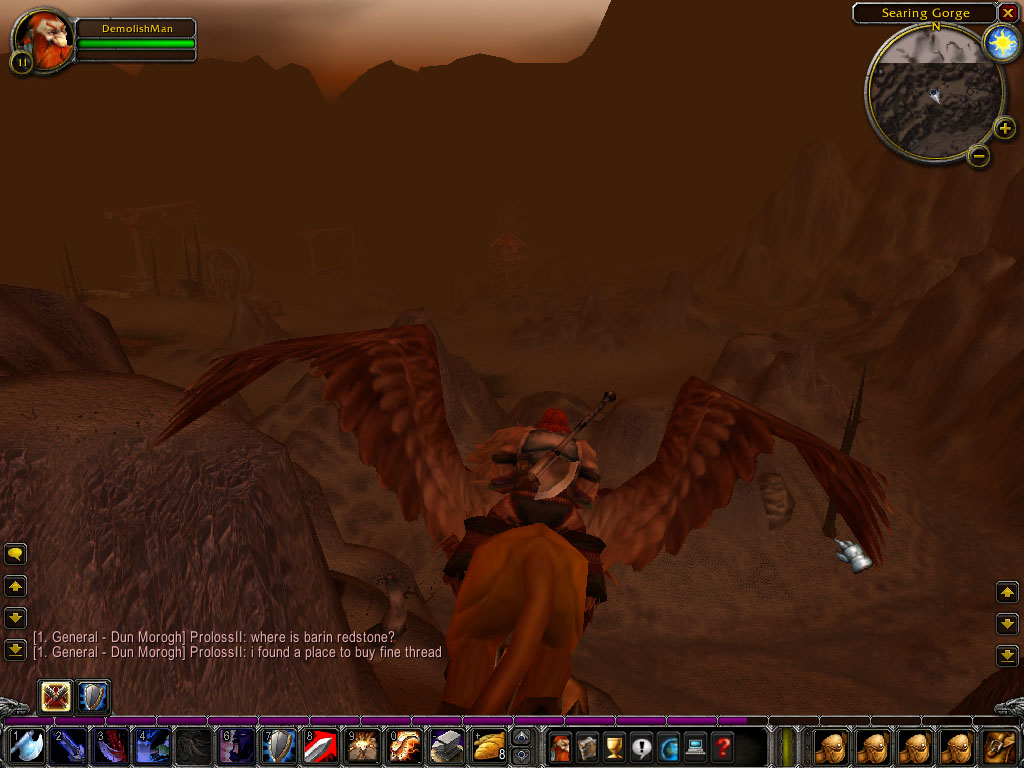 DemolishMan
11
Searing Gorge
N
[1. General - Dun Morogh] ProlossII: where is barin redstone?
[1. General - Dun Morogh] ProlossII: i found a place to buy fine thread
1 2 3 4 6 7 8 9 0 - + 8